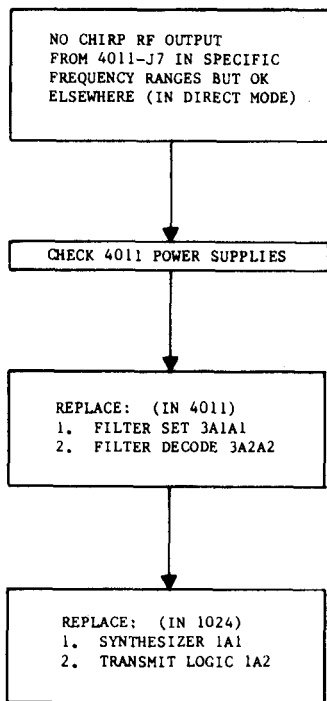 NO CHIRP RF OUTPUT
FROM 4011-J7 IN SPECIFIC
FREQUENCY RANGES BUT OK
ELSEWHERE (IN DIRECT MODE)
CHECK 4011 POWER SUPPLIES
REPLACE: (IN 4011)
1. FILTER SET 3A1A1
2. FILTER DECODE 3A2A2
REPLACE: (IN 1024)
1. SYNTHESIZER 1A1
2. TRANSMIT LOGIC 1A2